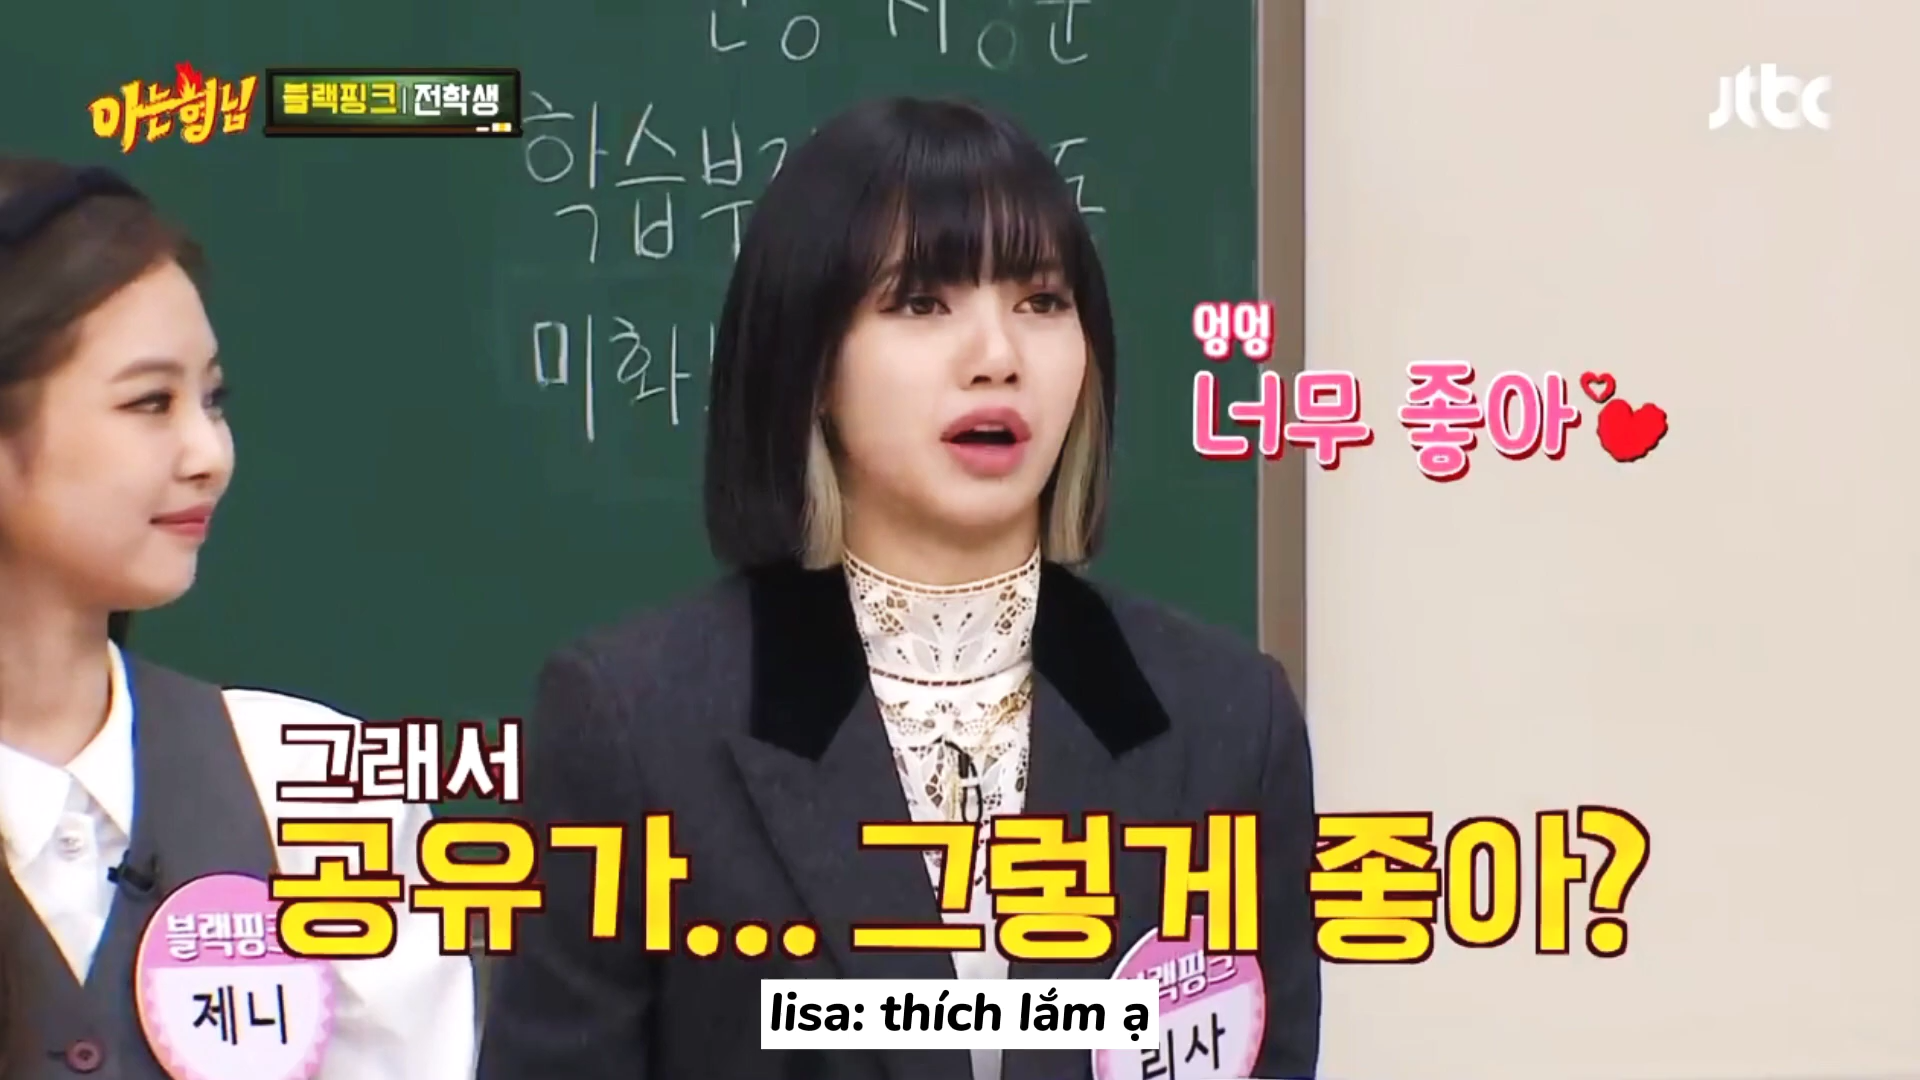 아는형님
블랙핑크|전학생
jtbc
학습부
미화
엉엉
너무 좋아
그래서
공유가... 그렇게 좋아?
블랙핑크
제니
블랙핑크
리사
lisa: thích lắm ạ